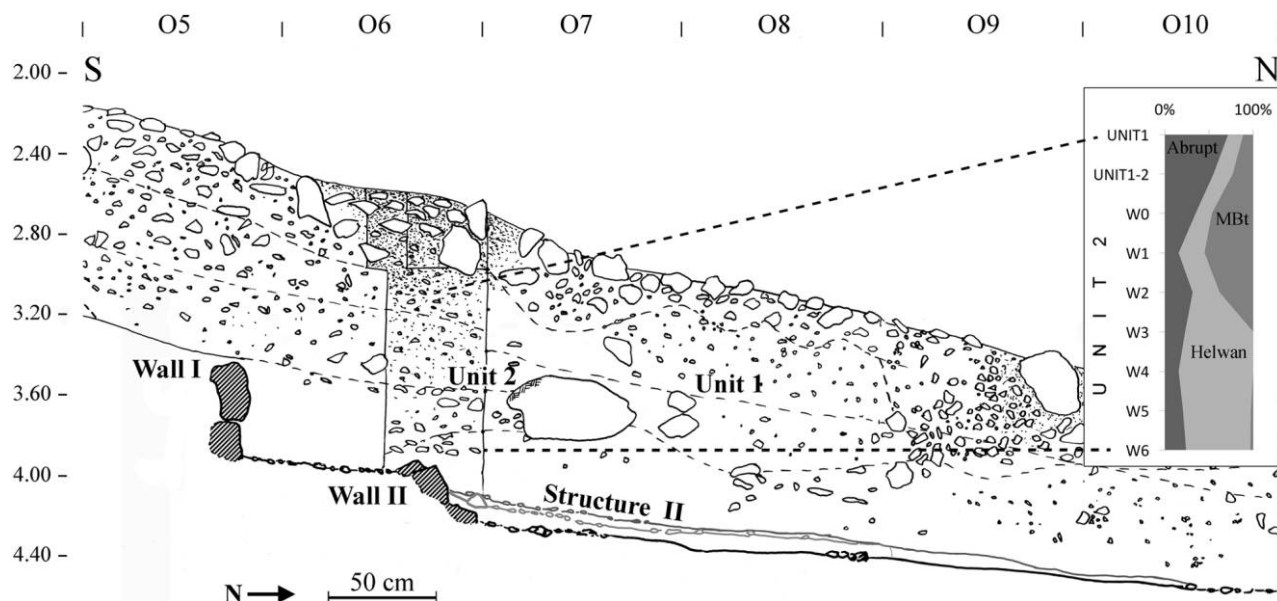 O5 O6 O7 O8 O9 O10
2.00
S N
2.40
2.80
3.20
3.60
4.00
4.40
Wall I
Unit 2 Unit 1
Wall II
Structure II
N
50 cm
0% 100%
UNIT1
UNIT1-2
W0
W1
W2
W3
W4
W5
W6
UNIT 2
Abrupt
MBt
Helwan